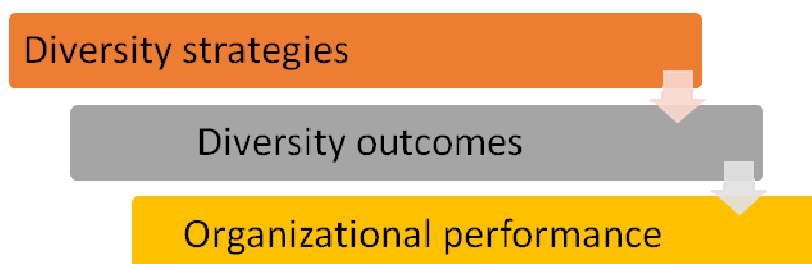 Diversity strategies
Diversity outcomes
Organizational performance